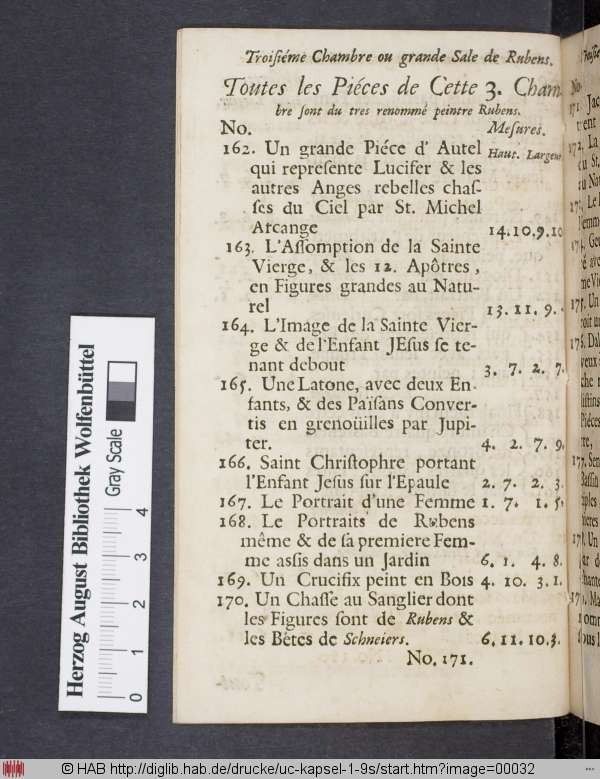 Troisiéme Chambre ou grande Sale de Rubens.
Toutes les Piéces de Cette 3. Cham-
bre sont du tres renommé peintre Rubens.
No. Mesures.
162. Un grande Piéce d' Autel Haut. Largeur
qui represente Lucifer & les
autres Anges rebelles chas-
ses du Ciel par St. Michel
Arcange 14. 10. 9. 10
163. L'Assomption de la Sainte
Vierge, & les 12. Apôtres,
en Figures grandes au Natu-
rel 13. 11. 9.
164. L'Image de la Sainte Vier-
ge & de l'Enfant JEsus se te-
nant debout 3. 7. 2. 7.
165. Une Latone, avec deux En-
fants, & des Païsans Conver-
tis en grenoüilles par Jupi-
ter. 4. 2. 7. 9.
166. Saint Christophre portant
l'Enfant Jesus sur l'Epaule 2. 7. 2. 3.
167. Le Portrait d'une Femme 1. 7. 1. 5.
168. Le Portraits de Rubens
même & de sa premiere Fem-
me assis dans un Jardin 6. 1. 4. 8.
169. Un Crucifix peint en Bois 4. 10. 3. 1.
170. Un Chasse au Sanglier dont
les Figures sont de Rubens &
les Bétes de Schneiers. 6. 11. 10. 3.
No. 171.
Herzog August Bibliothek Wolfenbüttel
Gray Scale
0 1 2 3 4
© HAB http://diglib.hab.de/drucke/uc-kapsel-1-9s/start.htm?image=00032